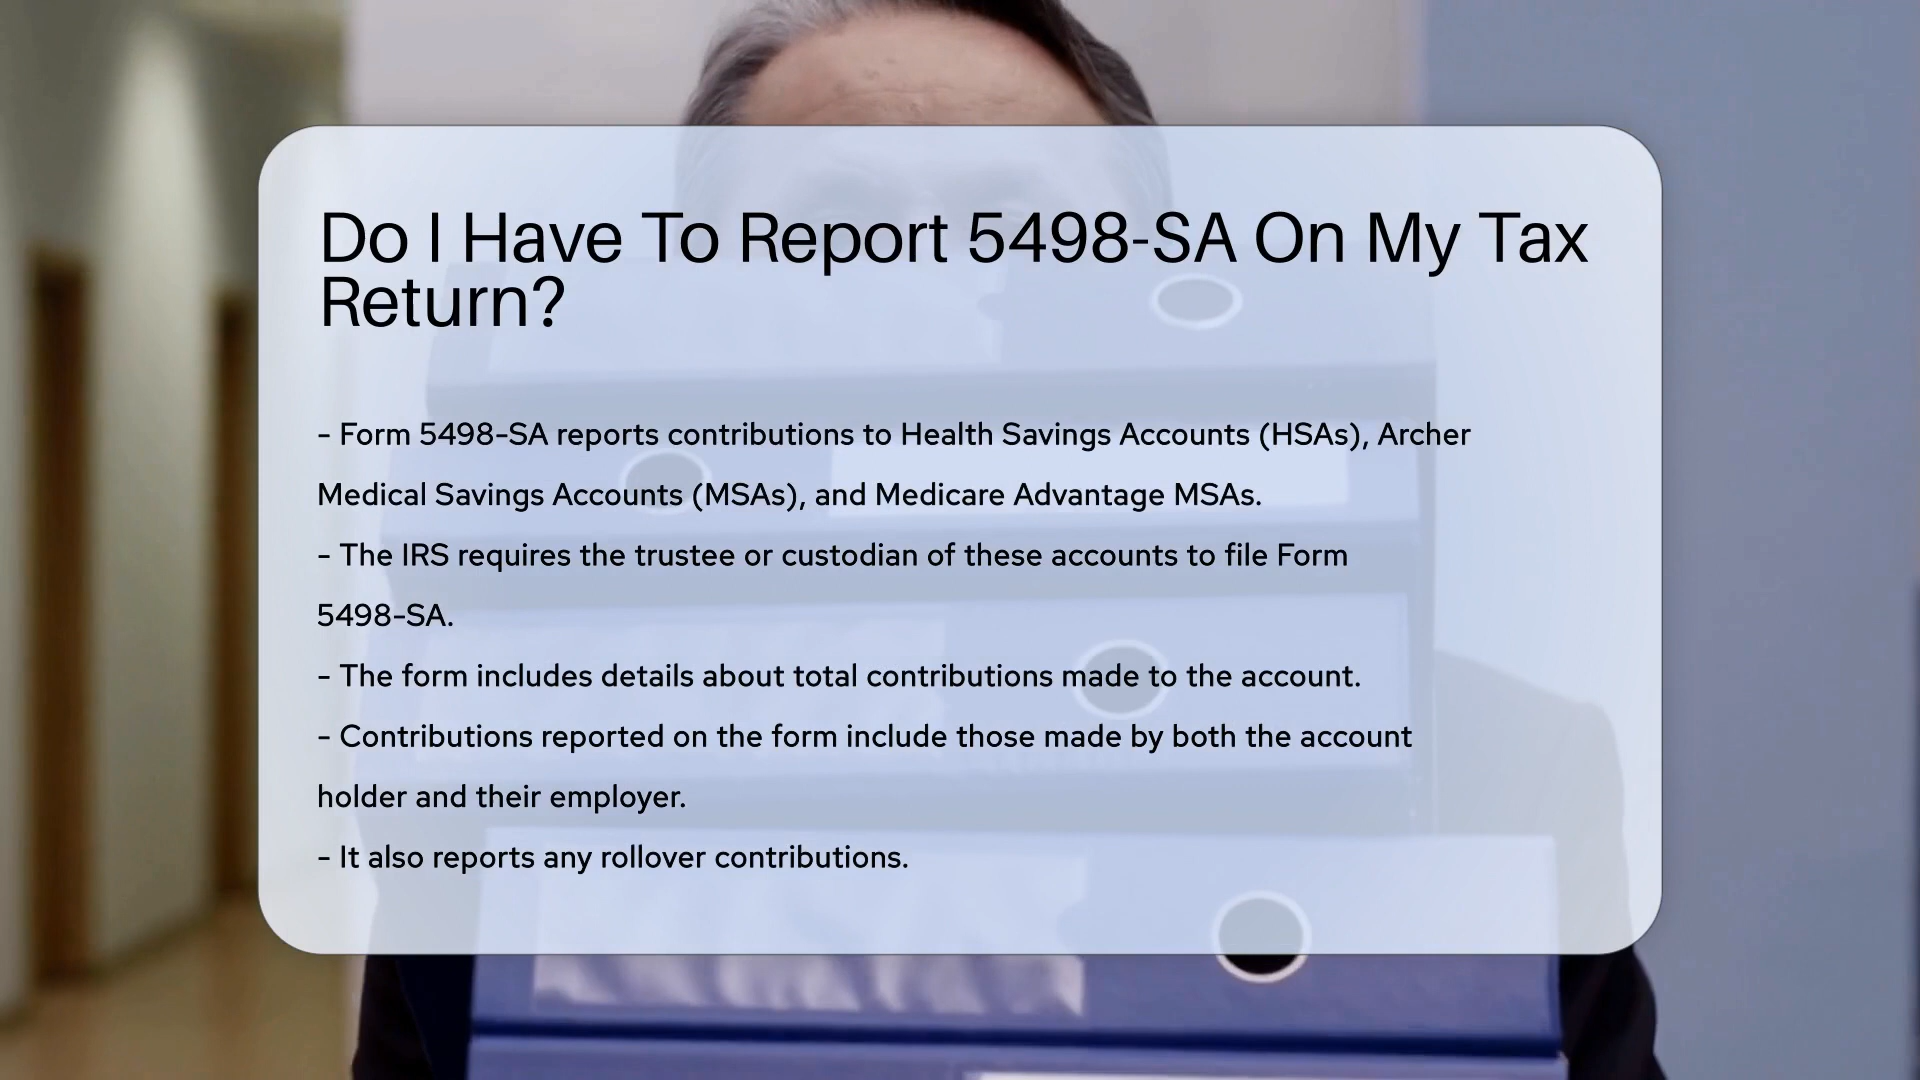 Do I Have To Report 5498-SA On My Tax
Return?
- Form 5498-SA reports contributions to Health Savings Accounts (HSAs), Archer
Medical Savings Accounts (MSAs), and Medicare Advantage MSAs.
- The IRS requires the trustee or custodian of these accounts to file Form
5498-SA.
- The form includes details about total contributions made to the account.
- Contributions reported on the form include those made by both the account
holder and their employer.
- It also reports any rollover contributions.